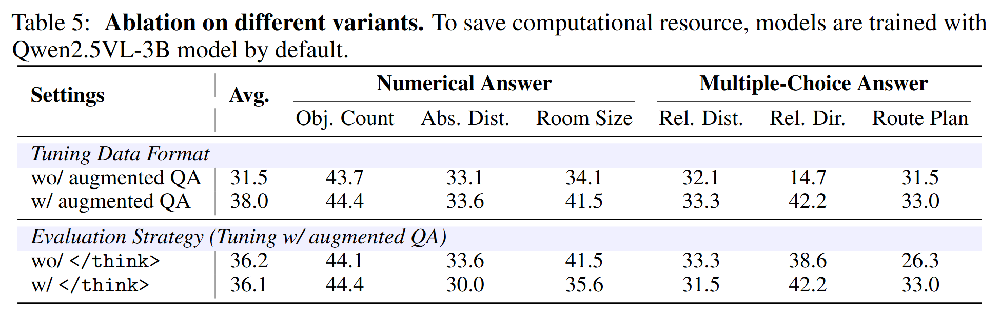 Table 5: Ablation on different variants. To save computational resource, models are trained with
Qwen2.5VL-3B model by default.
Settings Avg. Numerical Answer Multiple-Choice Answer
Obj. Count Abs. Dist. Room Size Rel. Dist. Rel. Dir. Route Plan
Tuning Data Format
wo/ augmented QA 31.5 43.7 33.1 34.1 32.1 14.7 31.5
w/ augmented QA 38.0 44.4 33.6 41.5 33.3 42.2 33.0
Evaluation Strategy (Tuning w/ augmented QA)
wo/ </think> 36.2 44.1 33.6 41.5 33.3 38.6 26.3
w/ </think> 36.1 44.4 30.0 35.6 31.5 42.2 33.0